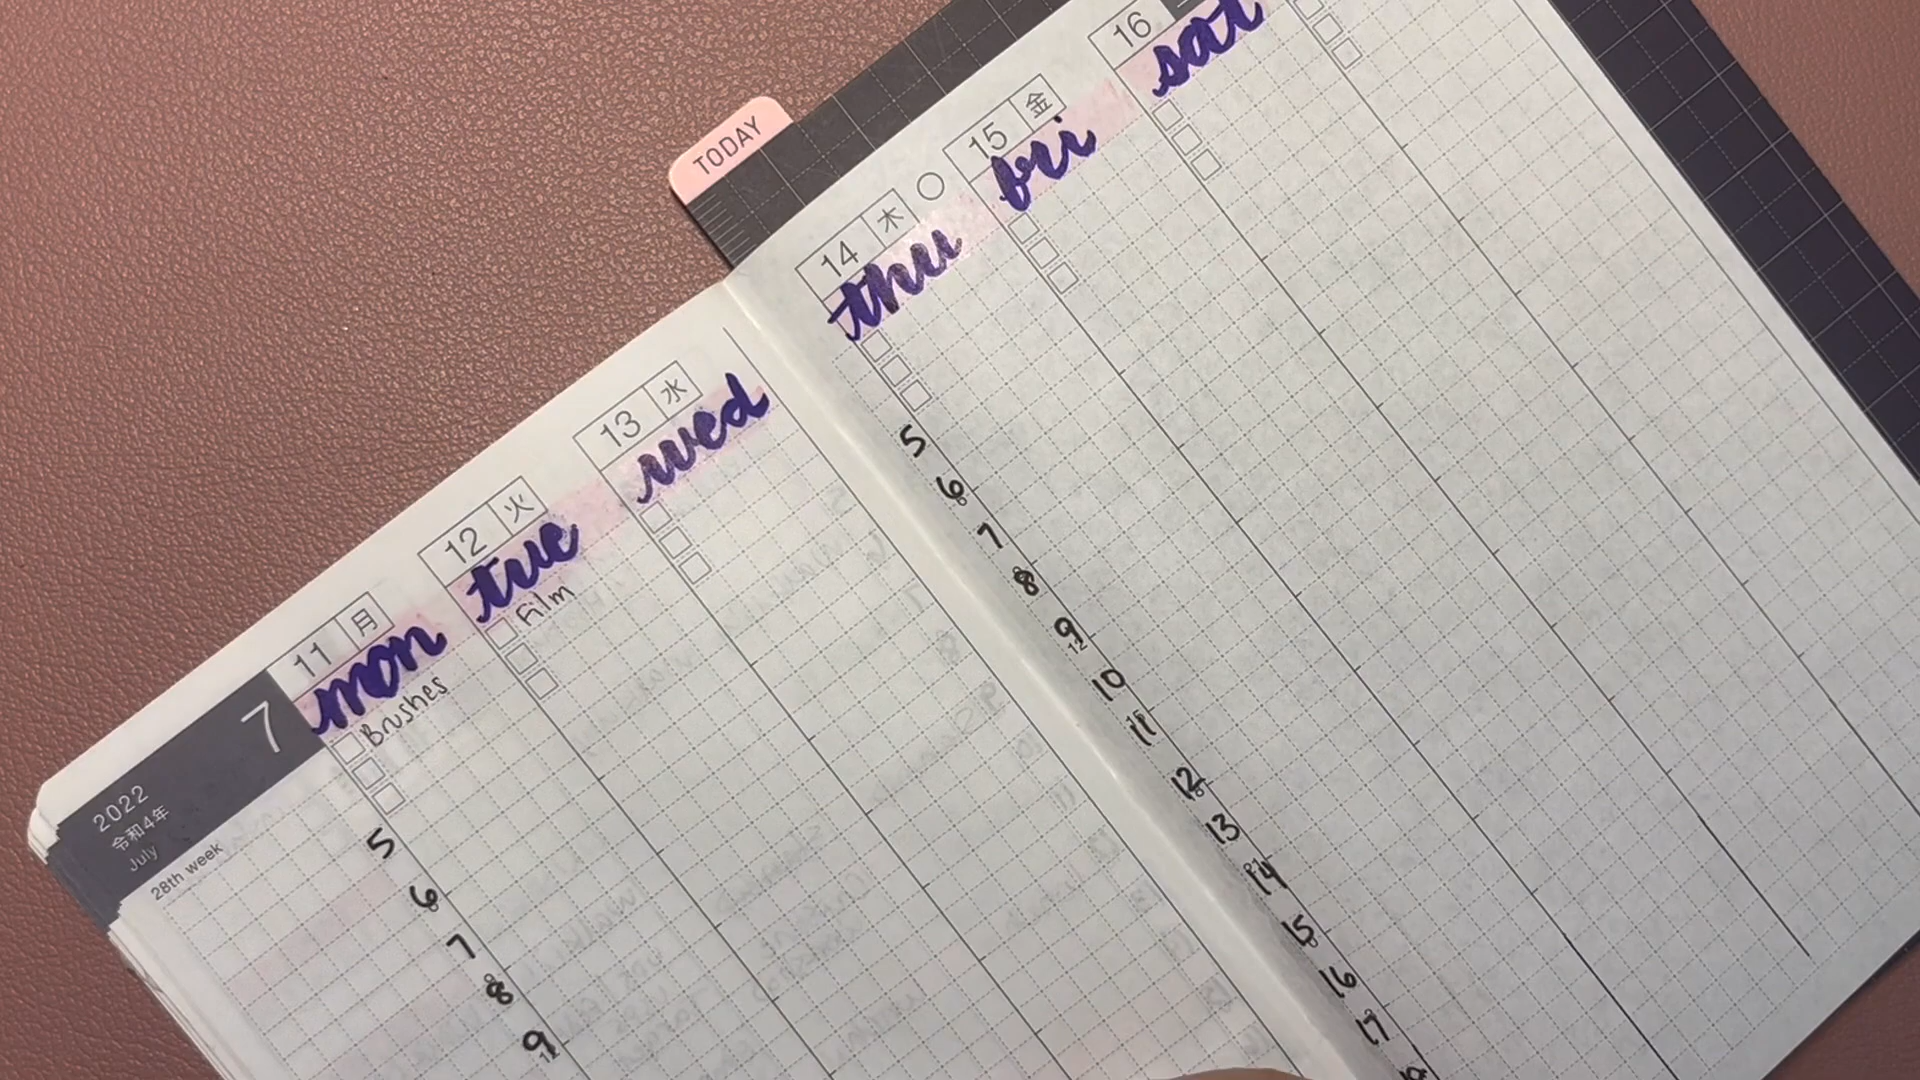 TODAY
7
2022
令和4年
July
28th week
11 月
mon
Brushes
12 火
tue
Film
13 水
wed
5
6
7
8
9
14 木
thu
15 金
fri
16
sat
5
6
7
8
9
10
11
12
13
14
15
16
17